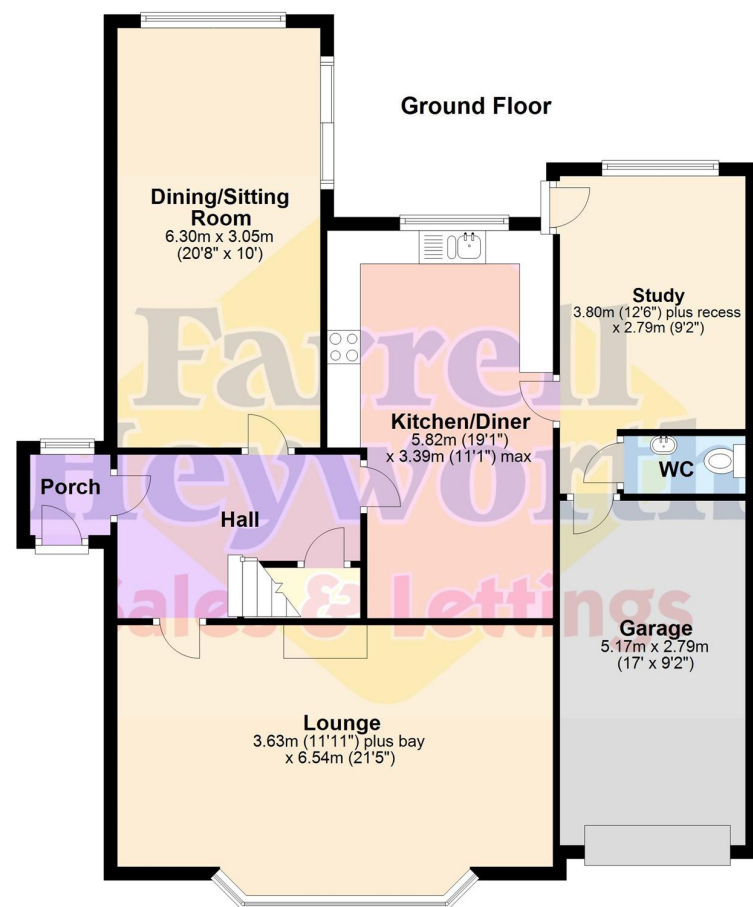 Ground Floor
Dining/Sitting
Room
6.30m x 3.05m
(20'8" x 10')
Study
3.80m (12'6") plus recess
x 2.79m (9'2")
Kitchen/Diner
5.82m (19'1")
x 3.39m (11'1") max
WC
Porch
Hall
Garage
5.17m x 2.79m
(17' x 9'2")
Lounge
3.63m (11'11") plus bay
x 6.54m (21'5")
Farrell
Heyworth
Sales & Lettings